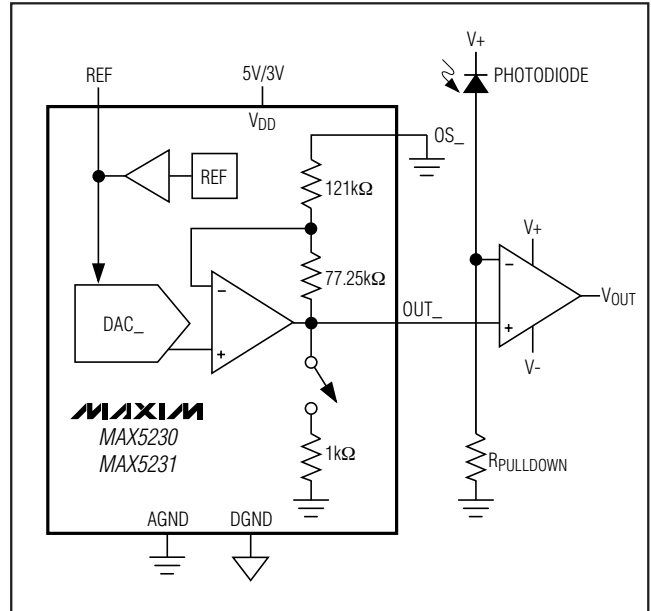 V+
REF
5V/3V
PHOTODIODE
VDD
OS_
REF
121kΩ
V+
77.25kΩ
−
−
DAC_
OUT_
VOUT
+
+
V-
MAXIM
MAX5230
MAX5231
1kΩ
RPULLDOWN
AGND
DGND